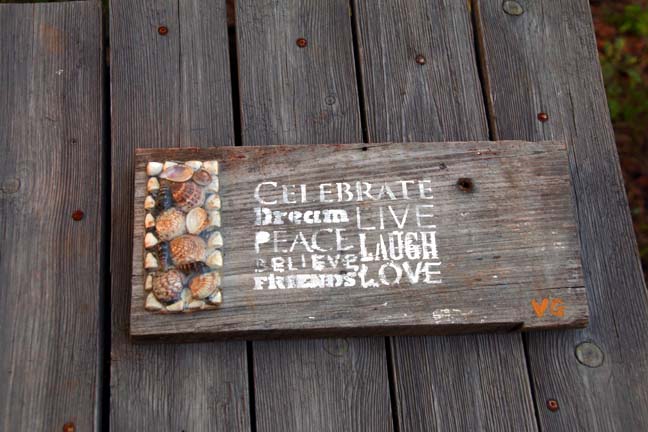 CELEBRATE
Dream LIVE
PEACE LAUGH
BELIEVE
FRIENDS LOVE